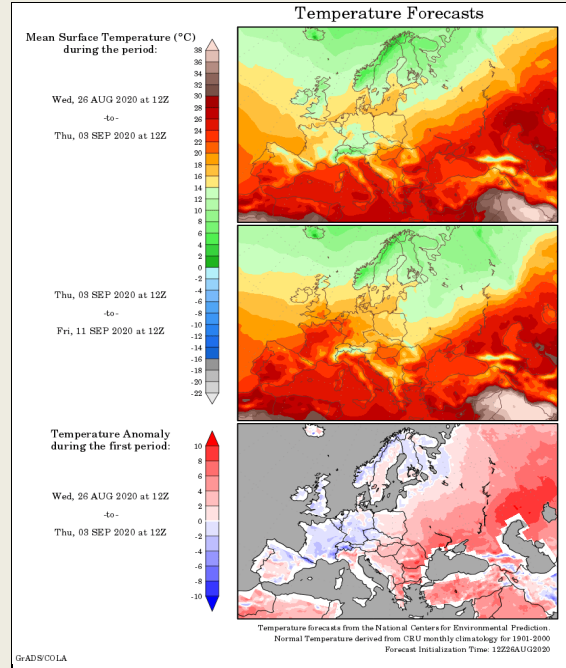 Temperature Forecasts
Mean Surface Temperature (°C)
during the period:
Wed, 26 AUG 2020 at 12Z
-to-
Thu, 03 SEP 2020 at 12Z
38
36
34
32
30
28
26
24
22
20
18
16
14
12
10
8
6
4
2
0
-2
-4
-6
-8
-10
-12
-14
-16
-18
-20
-22
Thu, 03 SEP 2020 at 12Z
-to-
Fri, 11 SEP 2020 at 12Z
Temperature Anomaly
during the first period:
Wed, 26 AUG 2020 at 12Z
-to-
Thu, 03 SEP 2020 at 12Z
10
8
6
4
2
0
-2
-4
-6
-8
-10
Temperature forecasts from the National Centers for Environmental Prediction.
Normal Temperature derived from CRU monthly climatology for 1901-2000
Forecast Initialization Time: 12Z26AUG2020
GrADS/COLA